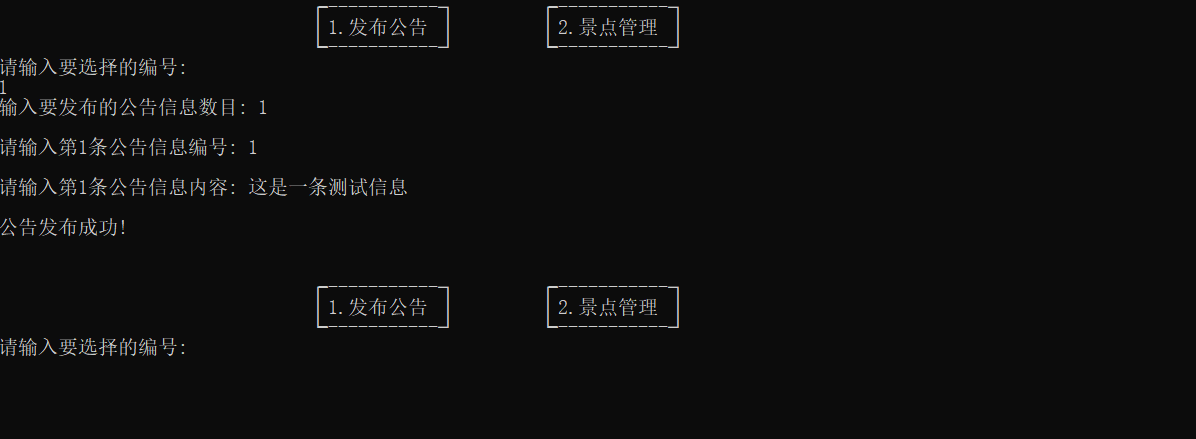 1.发布公告 2.景点管理
请输入要选择的编号:
1
输入要发布的公告信息数目: 1
请输入第1条公告信息编号: 1
请输入第1条公告信息内容: 这是一条测试信息
公告发布成功!
1.发布公告 2.景点管理
请输入要选择的编号: